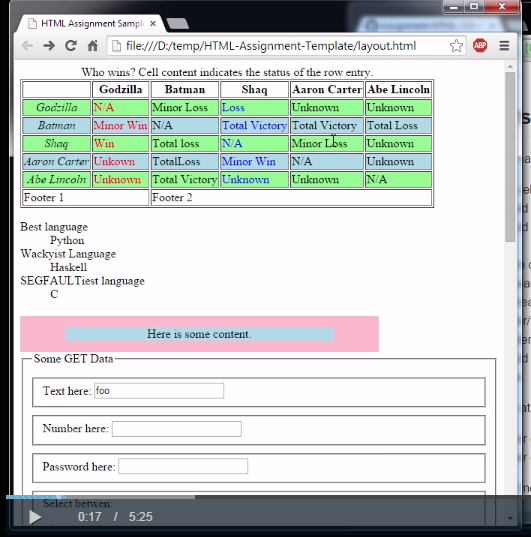 HTML Assignment Sampl
file:///D:/temp/HTML-Assignment-Template/layout.html
ABP
Who wins? Cell content indicates the status of the row entry.
Godzilla Batman Shaq Aaron Carter Abe Lincoln
Godzilla N/A Minor Loss Loss Unknown Unknown
Batman Minor Win N/A Total Victory Total Victory Total Loss
Shaq Win Total loss N/A Minor Loss Unknown
Aaron Carter Unkown TotalLoss Minor Win N/A Unknown
Abe Lincoln Unknown Total Victory Unknown Unknown N/A
Footer 1 Footer 2
Best language
Python
Wackyist Language
Haskell
SEGFAULTiest language
C
Here is some content.
Some GET Data
Text here: foo
Number here:
Password here:
Select betwen:
0:17 / 5:25